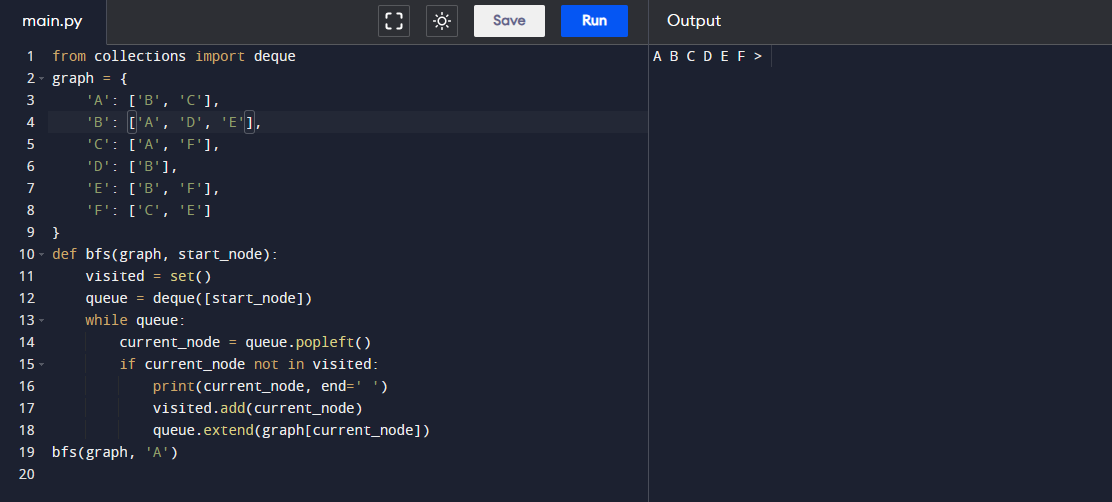 main.py Save Run Output
1 from collections import deque
2 graph = {
3     'A': ['B', 'C'],
4     'B': ['A', 'D', 'E'],
5     'C': ['A', 'F'],
6     'D': ['B'],
7     'E': ['B', 'F'],
8     'F': ['C', 'E']
9 }
10 def bfs(graph, start_node):
11     visited = set()
12     queue = deque([start_node])
13     while queue:
14         current_node = queue.popleft()
15         if current_node not in visited:
16             print(current_node, end=' ')
17             visited.add(current_node)
18             queue.extend(graph[current_node])
19 bfs(graph, 'A')
20
A B C D E F >